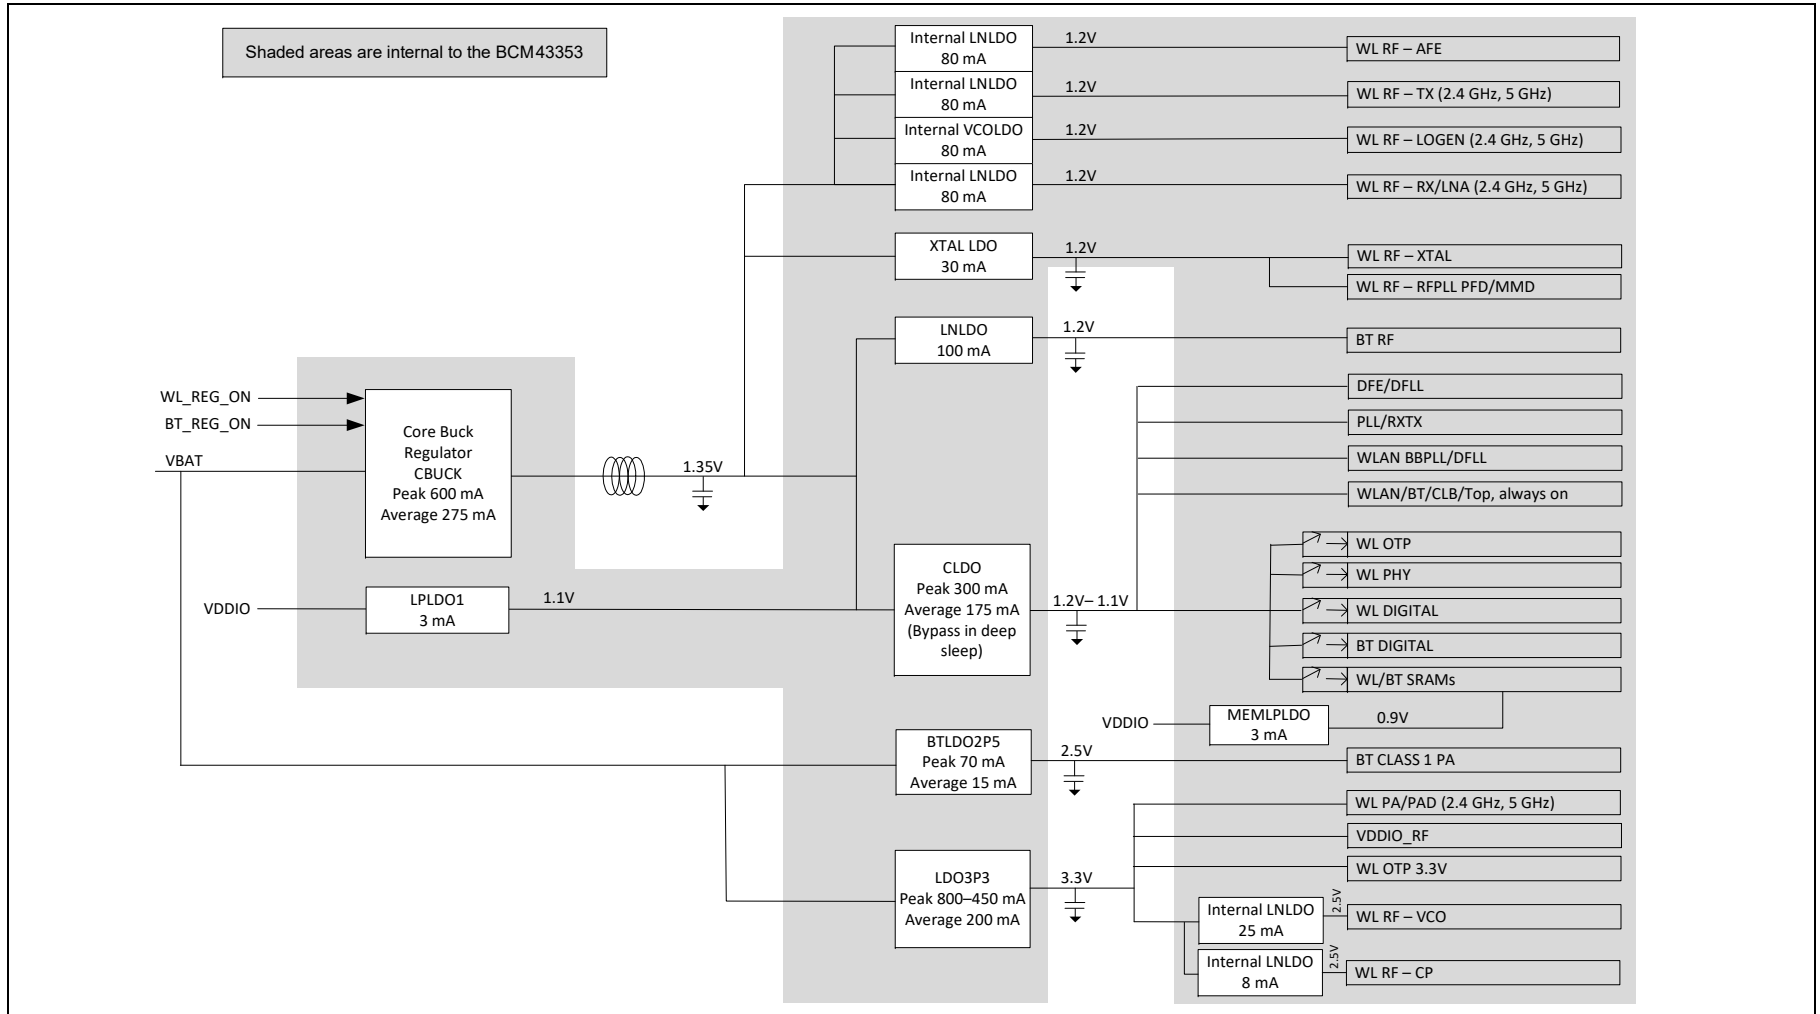 Shaded areas are internal to the BCM43353
Internal LNLDO
80 mA
1.2V
WL RF – AFE
Internal LNLDO
80 mA
1.2V
WL RF – TX (2.4 GHz, 5 GHz)
Internal VCOLDO
80 mA
1.2V
WL RF – LOGEN (2.4 GHz, 5 GHz)
Internal LNLDO
80 mA
1.2V
WL RF – RX/LNA (2.4 GHz, 5 GHz)
XTAL LDO
30 mA
1.2V
WL RF – XTAL
WL RF – RFPLL PFD/MMD
LNLDO
100 mA
1.2V
BT RF
WL_REG_ON
BT_REG_ON
VBAT
Core Buck
Regulator
CBUCK
Peak 600 mA
Average 275 mA
1.35V
DFE/DFLL
PLL/RXTX
WLAN BBPLL/DFLL
WLAN/BT/CLB/Top, always on
VDDIO
LPLDO1
3 mA
1.1V
CLDO
Peak 300 mA
Average 175 mA
(Bypass in deep
sleep)
1.2V– 1.1V
WL OTP
WL PHY
WL DIGITAL
BT DIGITAL
WL/BT SRAMs
VDDIO
MEMLPLDO
3 mA
0.9V
BTLDO2P5
Peak 70 mA
Average 15 mA
2.5V
BT CLASS 1 PA
LDO3P3
Peak 800–450 mA
Average 200 mA
3.3V
WL PA/PAD (2.4 GHz, 5 GHz)
VDDIO_RF
WL OTP 3.3V
Internal LNLDO
25 mA
2.5V
WL RF – VCO
Internal LNLDO
8 mA
2.5V
WL RF – CP